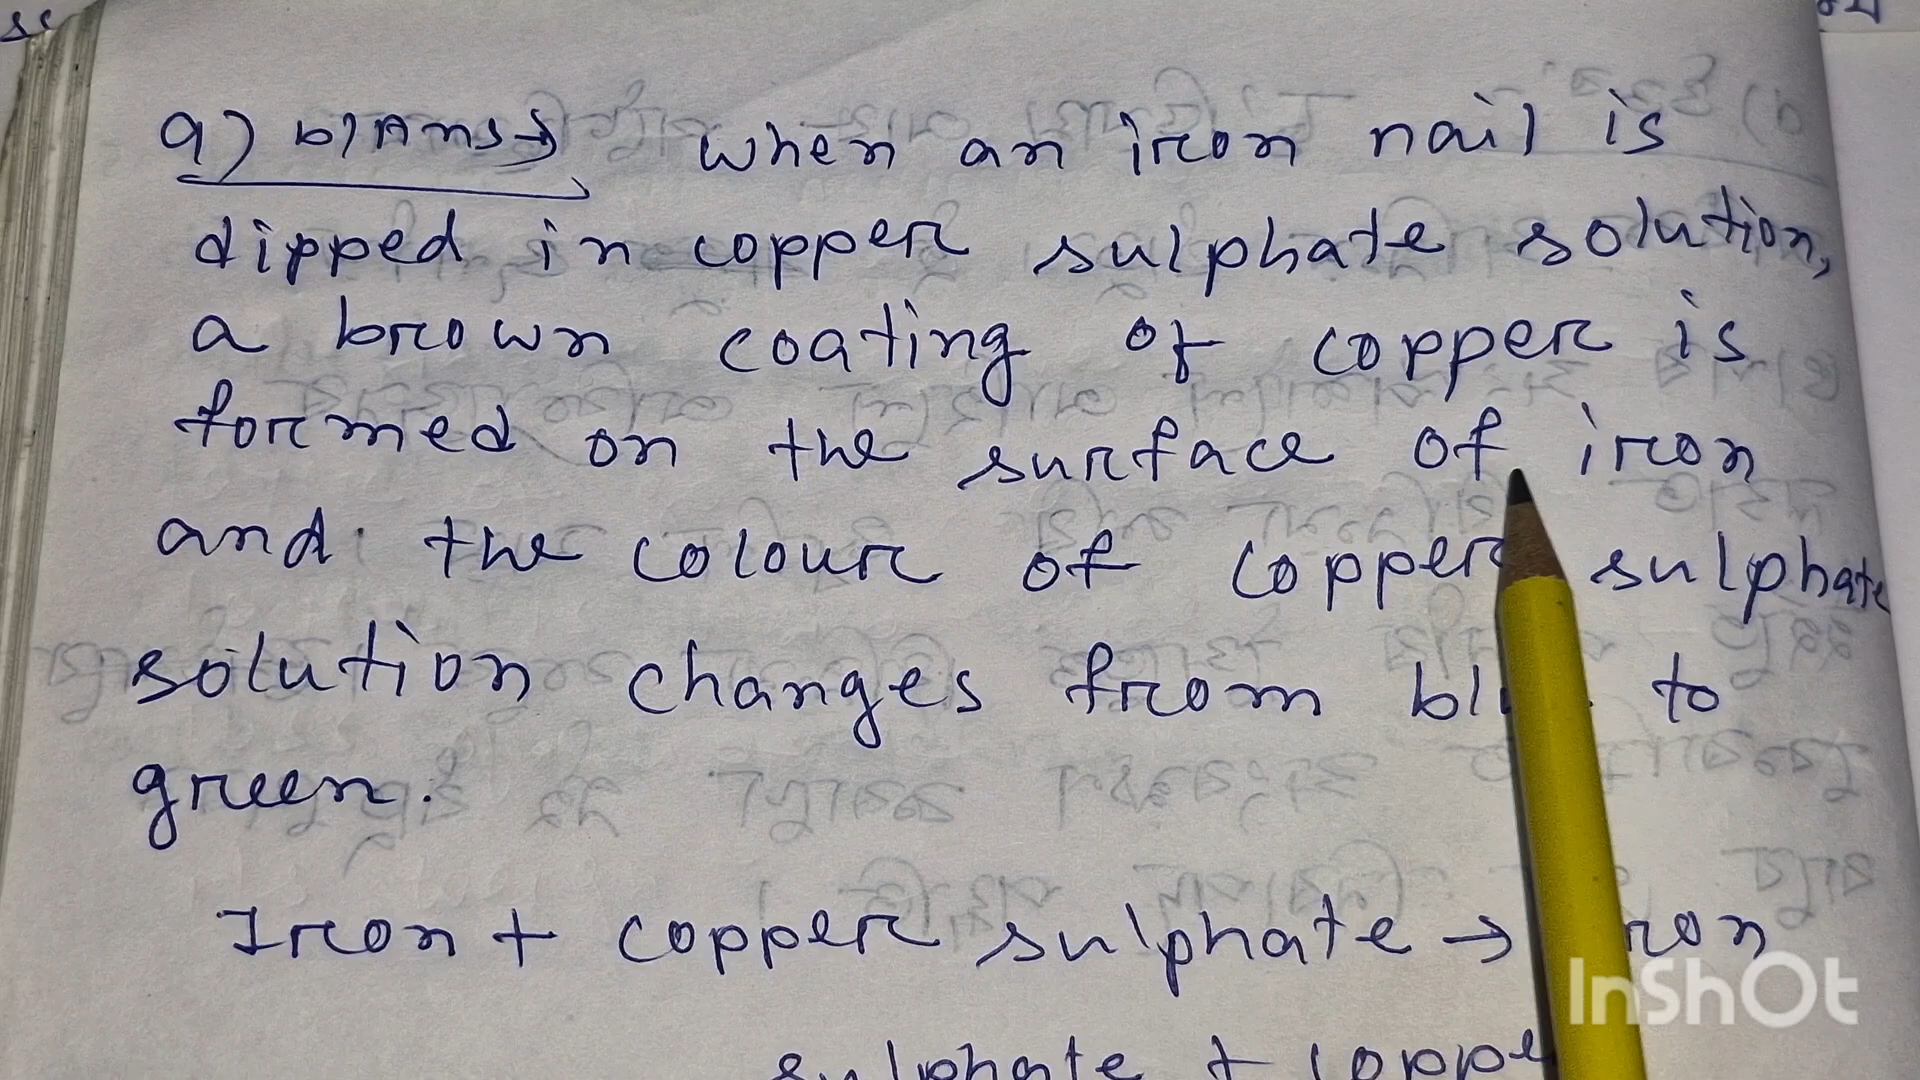 9) b) Ans→ When an iron nail is
dipped in copper sulphate solution,
a brown coating of copper is
formed on the surface of iron
and the colour of copper sulphate
solution changes from to
green.
Iron + copper sulphate →
sulphate +
InShOt